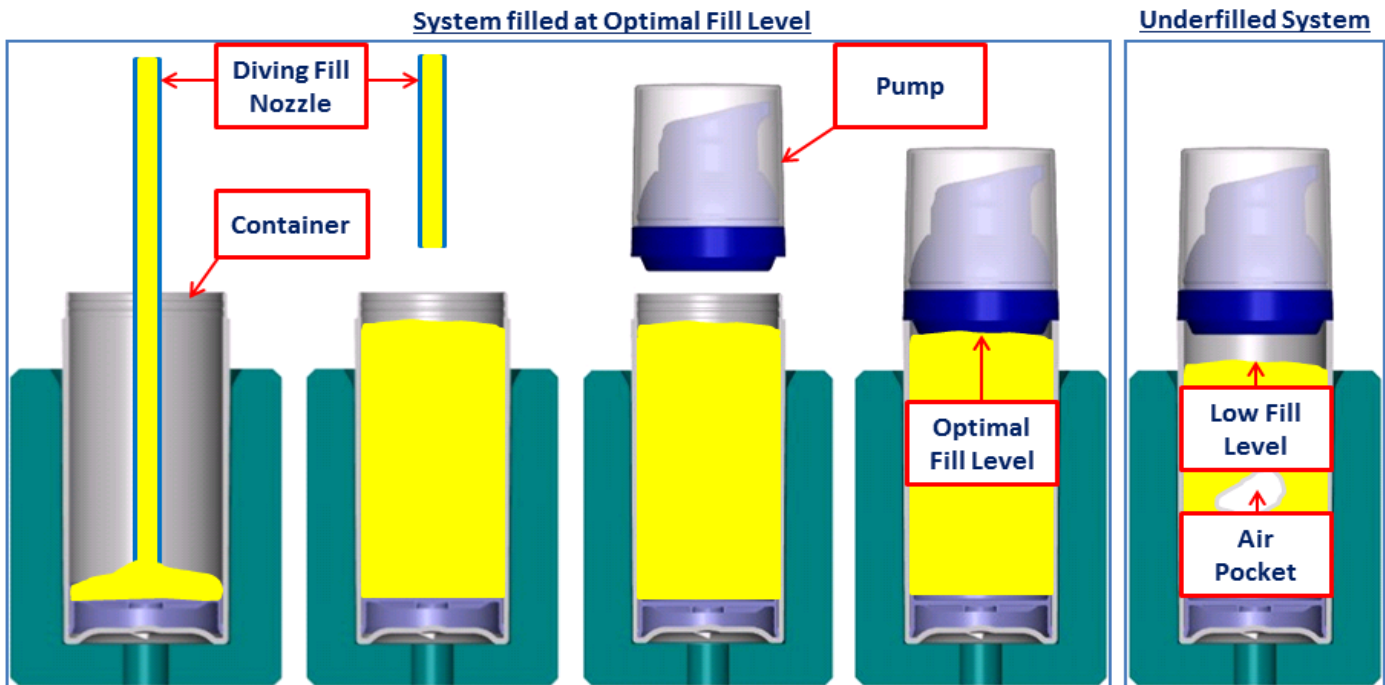 System filled at Optimal Fill Level
Underfilled System
Diving Fill
Nozzle
Pump
Container
Optimal
Fill Level
Low Fill
Level
Air
Pocket